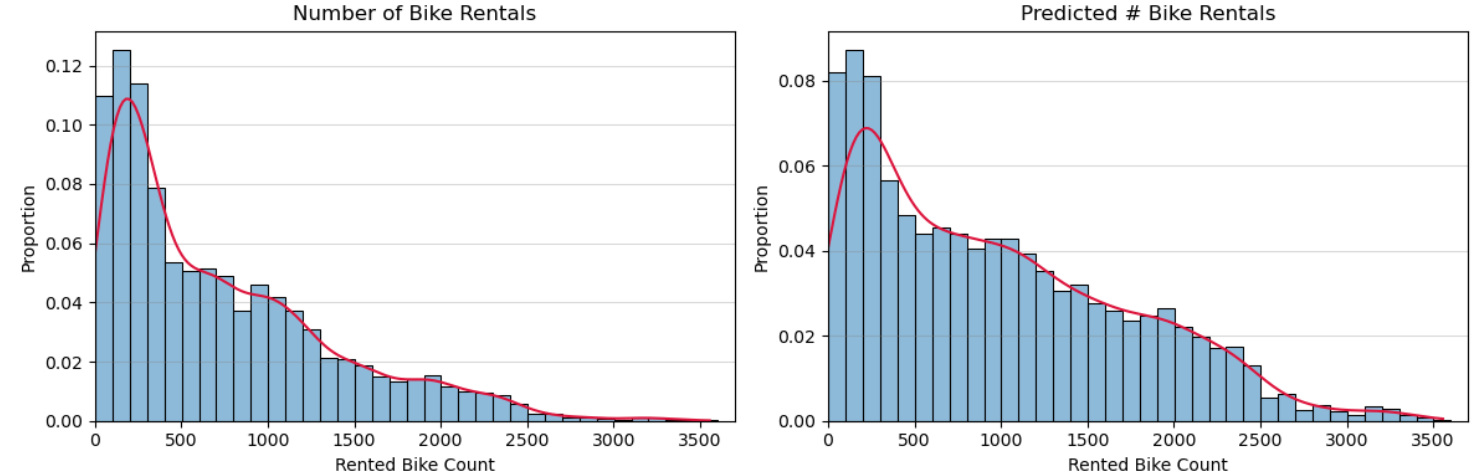 Number of Bike Rentals
0.12
0.10
0.08
0.06
0.04
0.02
0.00
Proportion
0 500 1000 1500 2000 2500 3000 3500
Rented Bike Count
Predicted # Bike Rentals
0.08
0.06
0.04
0.02
0.00
Proportion
0 500 1000 1500 2000 2500 3000 3500
Rented Bike Count